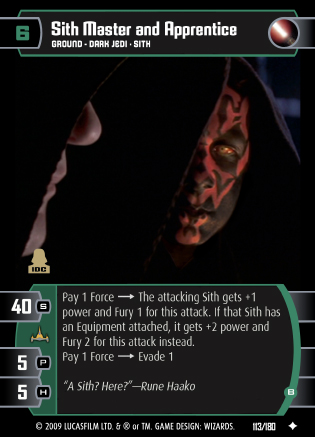 6
Sith Master and Apprentice
GROUND - DARK JEDI · SITH
IDC
40 S
Pay 1 Force → The attacking Sith gets +1
power and Fury 1 for this attack. If that Sith has
an Equipment attached, it gets +2 power and
Fury 2 for this attack instead.
5 P
Pay 1 Force → Evade 1
5 H
"A Sith? Here?"—Rune Haako
© 2009 LUCASFILM LTD. & ® or TM. GAME DESIGN: WIZARDS.
113/180